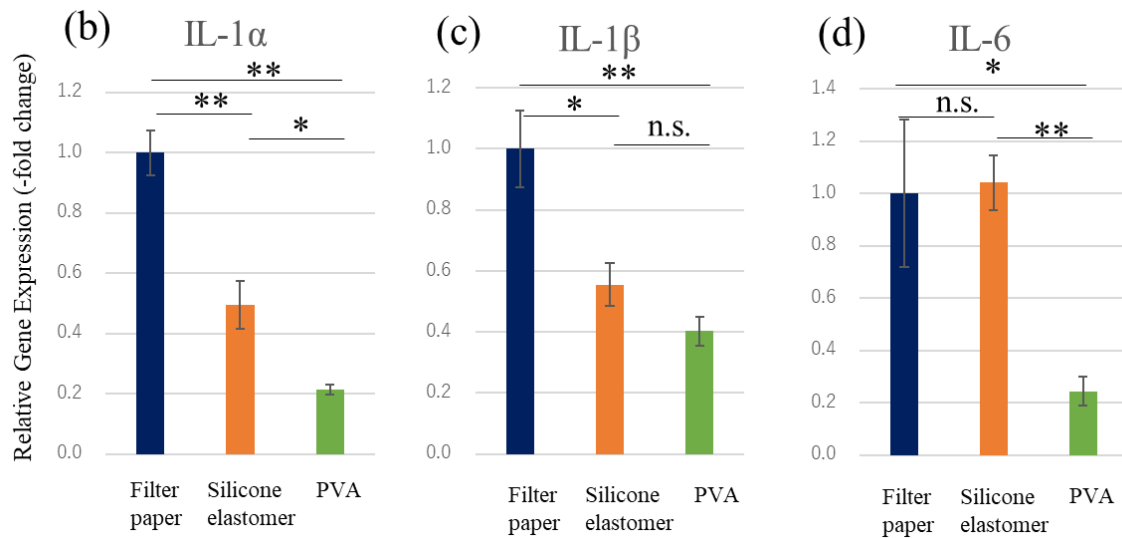 Relative Gene Expression (-fold change)
(b)
IL-1α
**
**
*
1.2
1.0
0.8
0.6
0.4
0.2
0.0
Filter
paper
Silicone
elastomer
PVA
(c)
IL-1β
**
*
n.s.
1.2
1.0
0.8
0.6
0.4
0.2
0.0
Filter
paper
Silicone
elastomer
PVA
(d)
IL-6
*
n.s.
**
1.4
1.2
1.0
0.8
0.6
0.4
0.2
0.0
Filter
paper
Silicone
elastomer
PVA